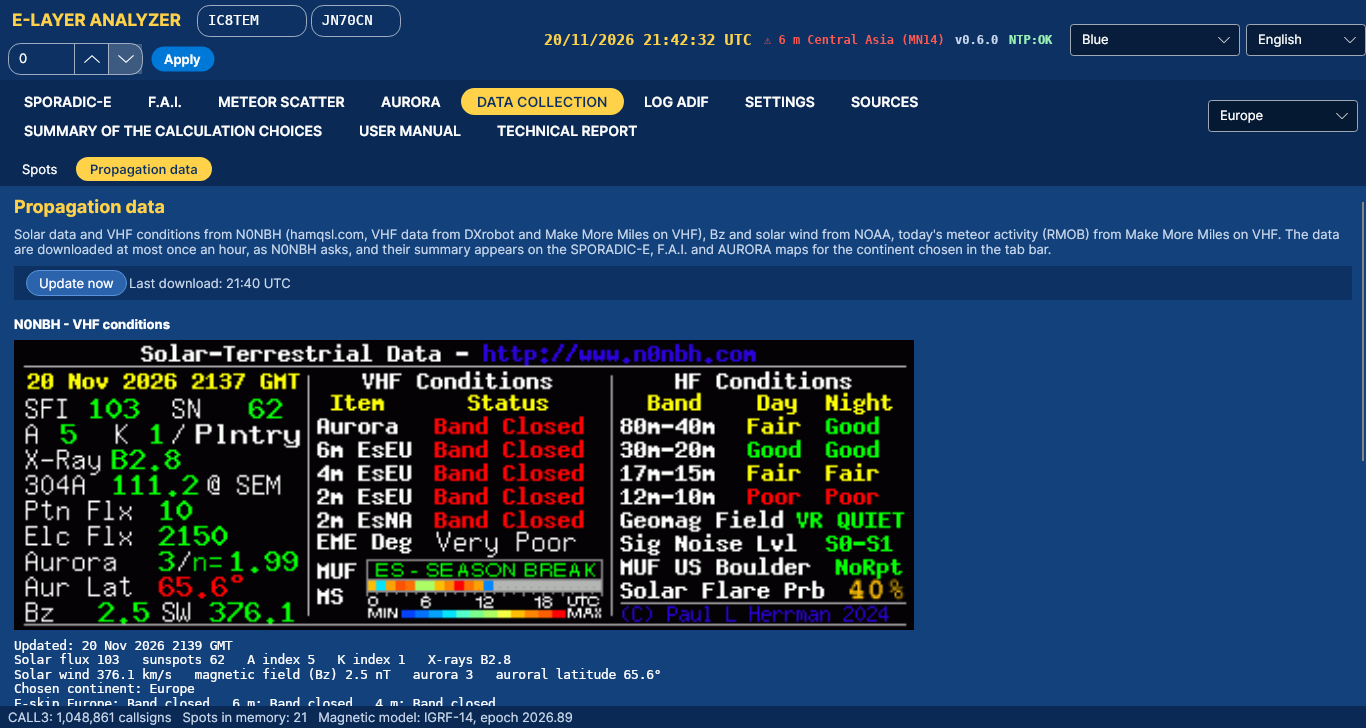 E-LAYER ANALYZER IC8TEM JN70CN
20/11/2026 21:42:32 UTC ⚠ 6 m Central Asia (MN14) v0.6.0 NTP:OK Blue English
0 Apply
SPORADIC-E F.A.I. METEOR SCATTER AURORA DATA COLLECTION LOG ADIF SETTINGS SOURCES
SUMMARY OF THE CALCULATION CHOICES USER MANUAL TECHNICAL REPORT
Europe
Spots Propagation data
Propagation data
Solar data and VHF conditions from N0NBH (hamqsl.com, VHF data from DXrobot and Make More Miles on VHF), Bz and solar wind from NOAA, today's meteor activity (RMOB) from Make More Miles on VHF. The data
are downloaded at most once an hour, as N0NBH asks, and their summary appears on the SPORADIC-E, F.A.I. and AURORA maps for the continent chosen in the tab bar.
Update now Last download: 21:40 UTC
N0NBH - VHF conditions
Solar-Terrestrial Data - http://www.n0nbh.com
20 Nov 2026 2137 GMT
SFI 103 SN 62
A 5 K 1 / Plntry
X-Ray B2.8
304A 111.2 @ SEM
Ptn Flx 10
Elc Flx 2150
Aurora 3/n=1.99
Aur Lat 65.6°
Bz 2.5 SW 376.1
VHF Conditions
Item Status
Aurora Band Closed
6m EsEU Band Closed
4m EsEU Band Closed
2m EsEU Band Closed
2m EsNA Band Closed
EME Deg Very Poor
MUF ES - SEASON BREAK
MS
0 6 12 18 UTC
MIN MAX
HF Conditions
Band Day Night
80m-40m Fair Good
30m-20m Good Good
17m-15m Fair Fair
12m-10m Poor Poor
Geomag Field VR QUIET
Sig Noise Lvl S0-S1
MUF US Boulder NoRpt
Solar Flare Prb 40%
(C) Paul L Herrman 2024
Updated: 20 Nov 2026 2139 GMT
Solar flux 103 sunspots 62 A index 5 K index 1 X-rays B2.8
Solar wind 376.1 km/s magnetic field (Bz) 2.5 nT aurora 3 auroral latitude 65.6°
Chosen continent: Europe
E-skip Europe: Band closed 6 m: Band closed 4 m: Band closed
CALL3: 1,048,861 callsigns Spots in memory: 21 Magnetic model: IGRF-14, epoch 2026.89